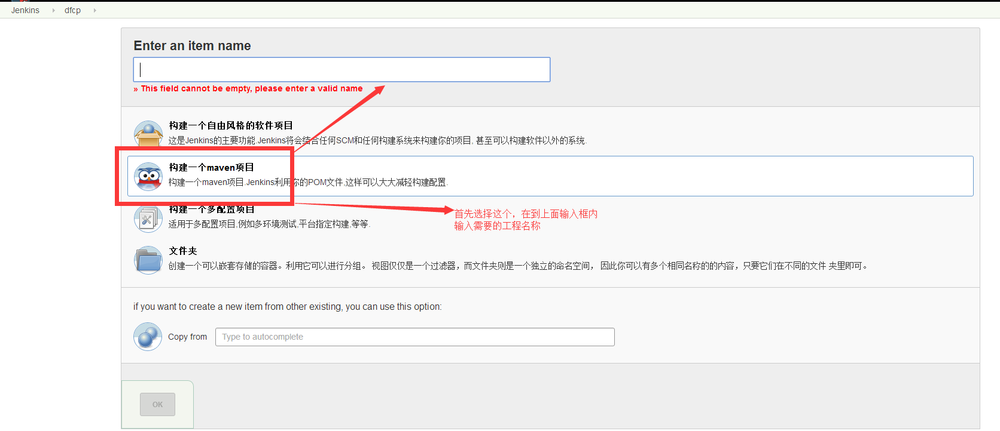 Jenkins dfcp
Enter an item name
» This field cannot be empty, please enter a valid name
构建一个自由风格的软件项目
这是Jenkins的主要功能.Jenkins将会结合任何SCM和任何构建系统来构建你的项目, 甚至可以构建软件以外的系统.
构建一个maven项目
构建一个maven项目.Jenkins利用你的POM文件,这样可以大大减轻构建配置.
构建一个多配置项目
适用于多配置项目,例如多环境测试,平台指定构建,等等.
首先选择这个，在到上面输入框内
输入需要的工程名称
文件夹
创建一个可以嵌套存储的容器。利用它可以进行分组。 视图仅仅是一个过滤器，而文件夹则是一个独立的命名空间， 因此你可以有多个相同名称的的内容，只要它们在不同的文件 夹里即可。
if you want to create a new item from other existing, you can use this option:
Copy from Type to autocomplete
OK